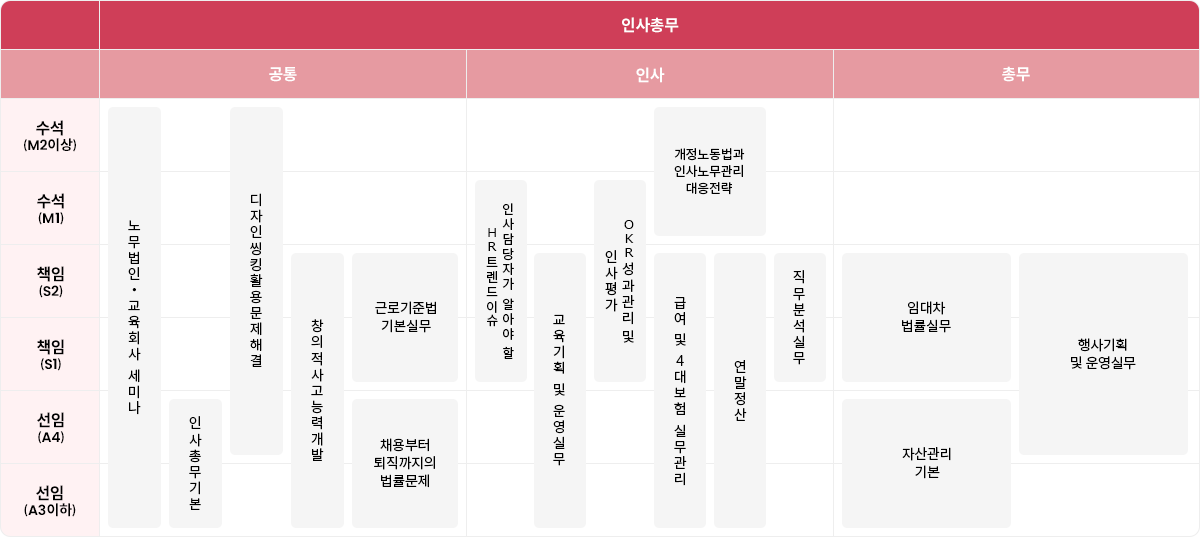 인사총무
공통
인사
총무
수석
(M2이상)
수석
(M1)
책임
(S2)
책임
(S1)
선임
(A4)
선임
(A3이하)
노무법인·교육회사 세미나
인사총무기본
디자인씽킹활용문제해결
창의적사고능력개발
근로기준법
기본실무
채용부터
퇴직까지의
법률문제
인사담당자가 알아야 할
HR트렌드이슈
교육기획 및 운영실무
OKR성과관리 및
인사평가
개정노동법과
인사노무관리
대응전략
급여 및 4대보험 실무관리
연말정산
직무분석실무
임대차
법률실무
자산관리
기본
행사기획
및 운영실무